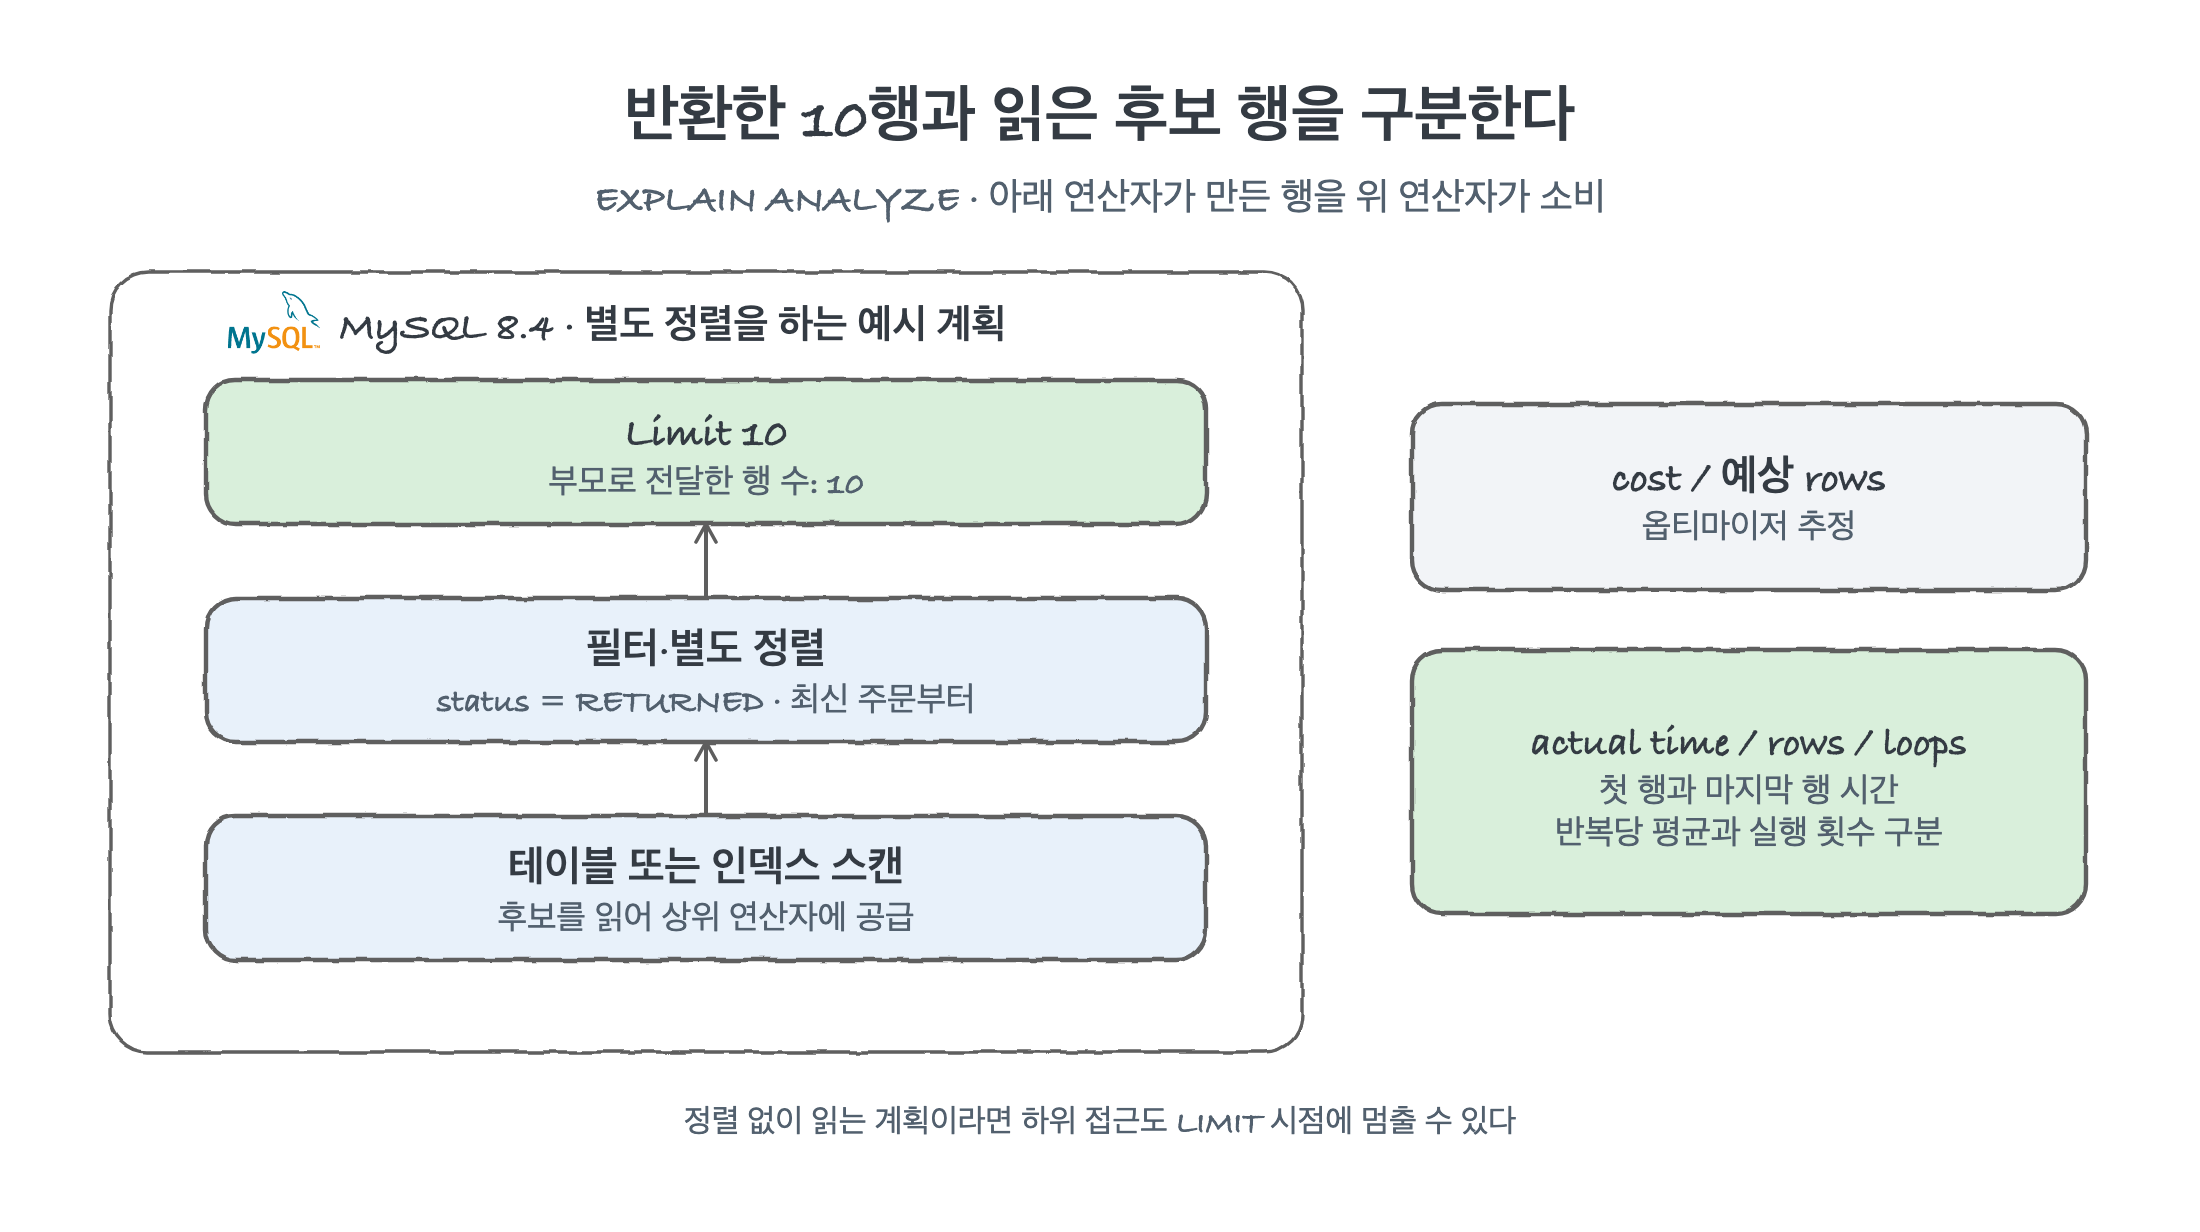 반환한 10행과 읽은 후보 행을 구분한다
EXPLAIN ANALYZE · 아래 연산자가 만든 행을 위 연산자가 소비
MySQL™ MySQL 8.4 · 별도 정렬을 하는 예시 계획
Limit 10
부모로 전달한 행 수: 10
필터·별도 정렬
status = RETURNED · 최신 주문부터
테이블 또는 인덱스 스캔
후보를 읽어 상위 연산자에 공급
cost / 예상 rows
옵티마이저 추정
actual time / rows / loops
첫 행과 마지막 행 시간
반복당 평균과 실행 횟수 구분
정렬 없이 읽는 계획이라면 하위 접근도 LIMIT 시점에 멈출 수 있다